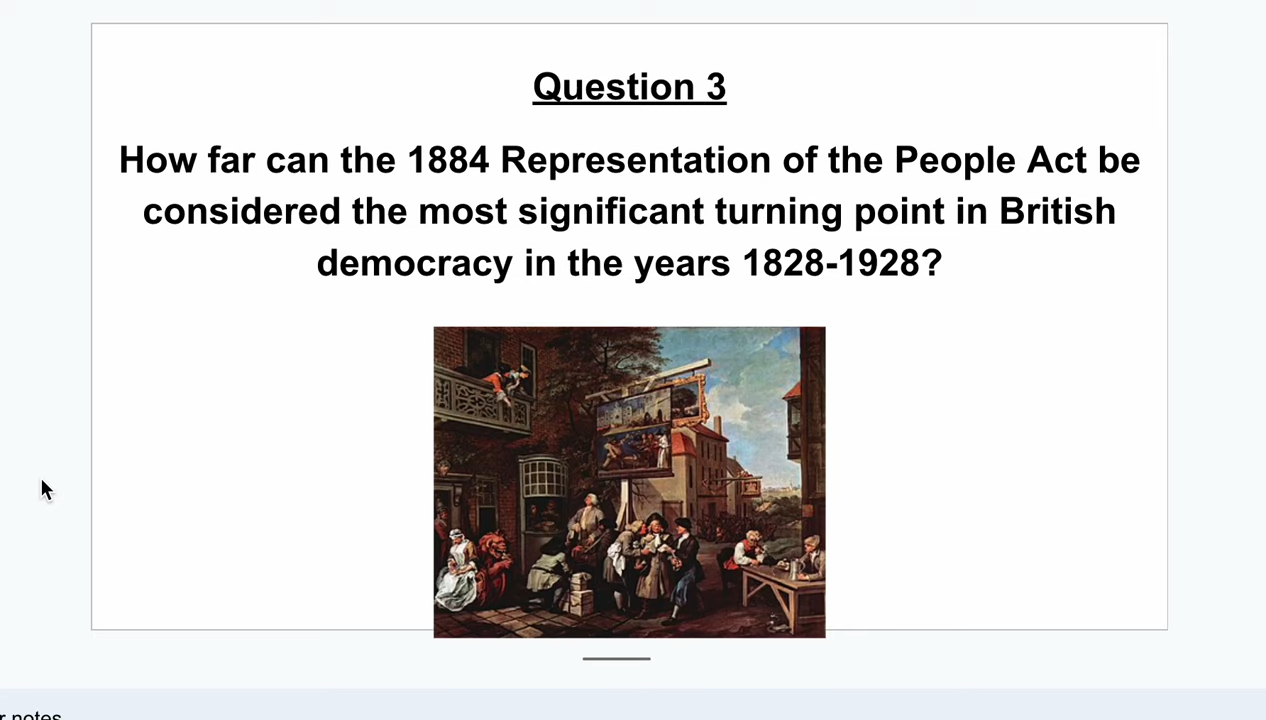 Question 3
How far can the 1884 Representation of the People Act be
considered the most significant turning point in British
democracy in the years 1828-1928?
r notes